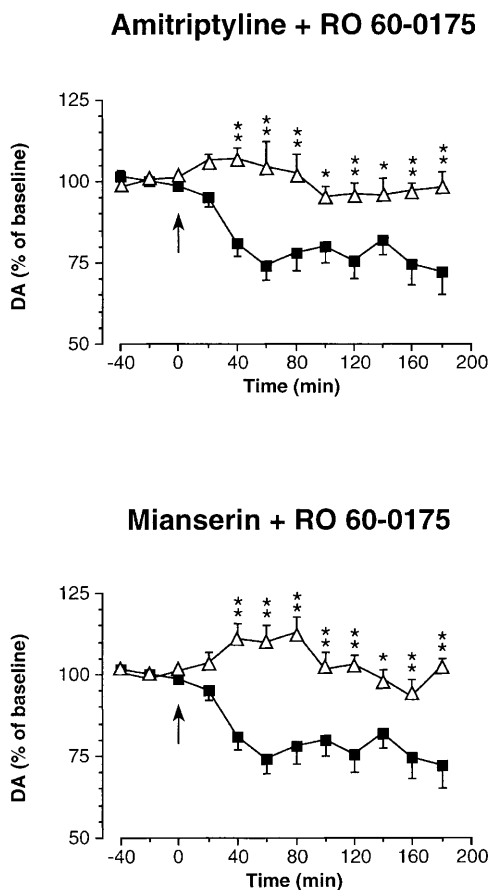 Amitriptyline + RO 60-0175
125
100
75
50
DA (% of baseline)
** ** ** * ** * ** **
-40 0 40 80 120 160 200
Time (min)
Mianserin + RO 60-0175
125
100
75
50
DA (% of baseline)
** ** ** ** ** * ** **
-40 0 40 80 120 160 200
Time (min)